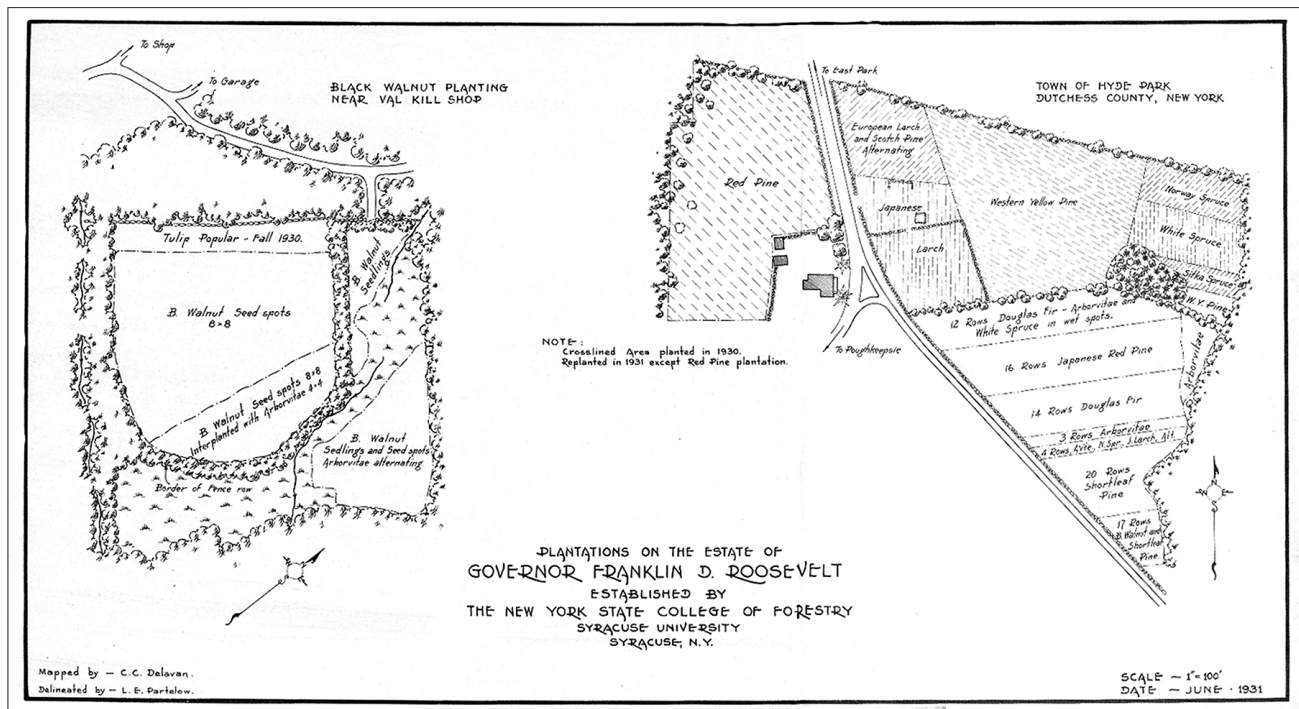 To Shop
To Garage
BLACK WALNUT PLANTING
NEAR VAL KILL SHOP
Tulip Popular - Fall 1930.
B. Walnut
Seedlings
B. Walnut Seed spots
8×8
B. Walnut Seed spots 8×8
Interplanted with Arborvitae 4×4
B. Walnut
Sedlings and Seed spots
Arborvitae alternating
Border of fence row
To East Park
TOWN OF HYDE PARK
DUTCHESS COUNTY, NEW YORK
European Larch
and Scotch Pine
Alternating
Red Pine
Japanese
Larch
Western Yellow Pine
Norway Spruce
White Spruce
Sitka Spruce
W.Y. Pine
12 Rows Douglas Fir - Arborvitae and
White Spruce in wet spots.
16 Rows Japanese Red Pine
Arborvitae
14 Rows Douglas Fir
3 Rows Arborvitae
4 Rows, Avte, N. Spr, J. Larch, Alt.
20 Rows
Shortleaf
Pine
17 Rows
B. Walnut and
Shortleaf
Pine.
To Poughkeepsie
NOTE:
Crosslined Area planted in 1930.
Replanted in 1931 except Red Pine plantation.
PLANTATIONS ON THE ESTATE OF
GOVERNOR FRANKLIN D. ROOSEVELT
ESTABLISHED BY
THE NEW YORK STATE COLLEGE OF FORESTRY
SYRACUSE UNIVERSITY
SYRACUSE, N.Y.
Mapped by — C.C. Delavan.
Delineated by — L.E. Partelow.
SCALE ~ 1"= 100'
DATE ~ JUNE · 1931